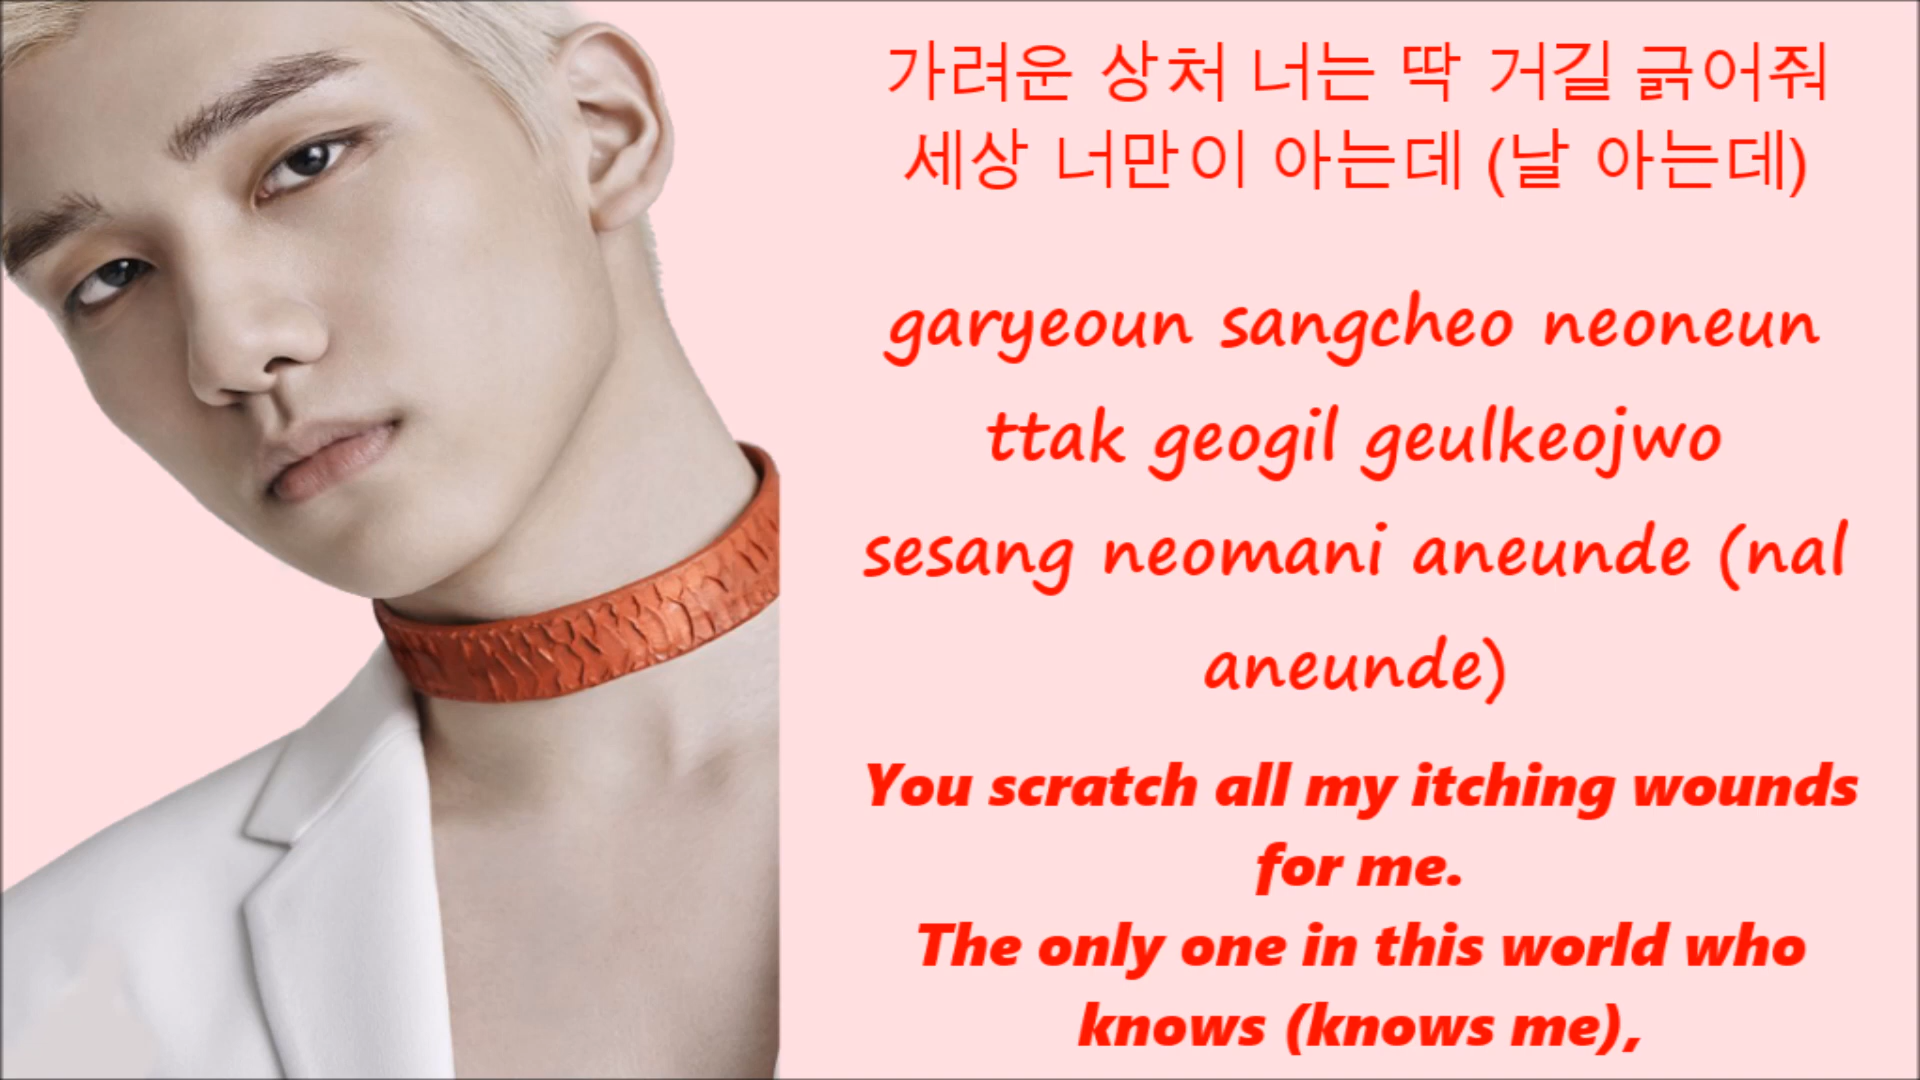 가려운 상처 너는 딱 거길 긁어줘
세상 너만이 아는데 (날 아는데)
garyeoun sangcheo neoneun
ttak geogil geulkeojwo
sesang neomani aneunde (nal
aneunde)
You scratch all my itching wounds
for me.
The only one in this world who
knows (knows me),